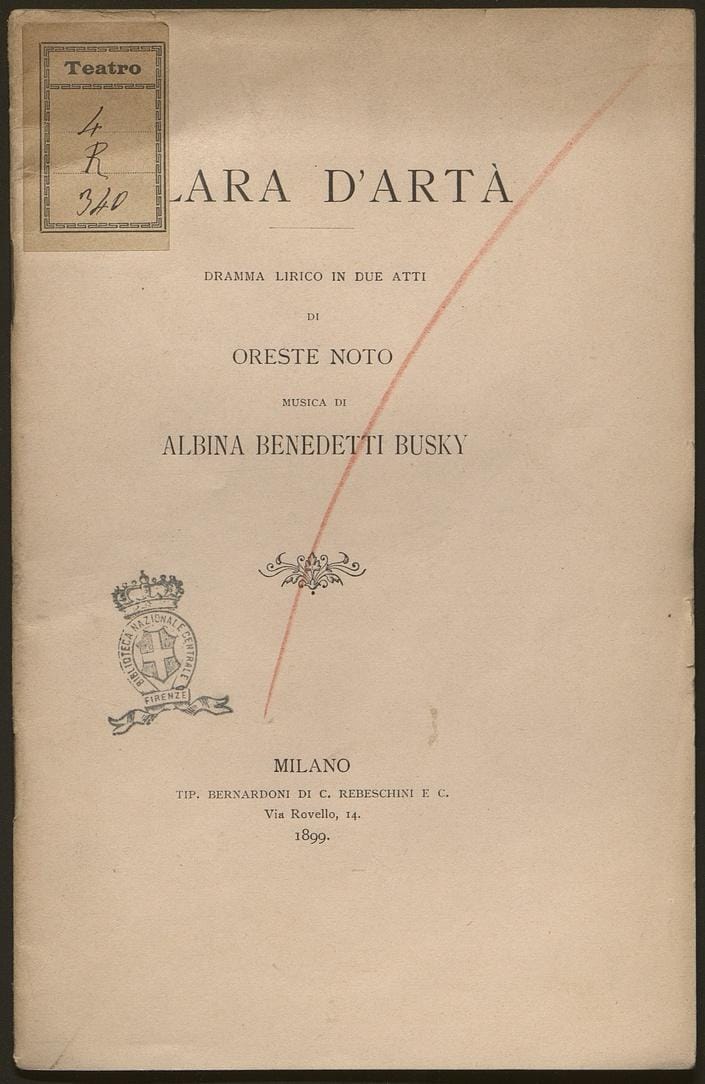 Teatro
4
R
340
LARA D'ARTÀ
DRAMMA LIRICO IN DUE ATTI
DI
ORESTE NOTO
MUSICA DI
ALBINA BENEDETTI BUSKY
BIBLIOTECA NAZIONALE CENTRALE
FIRENZE
MILANO
TIP. BERNARDONI DI C. REBESCHINI E C.
Via Rovello, 14.
1899.